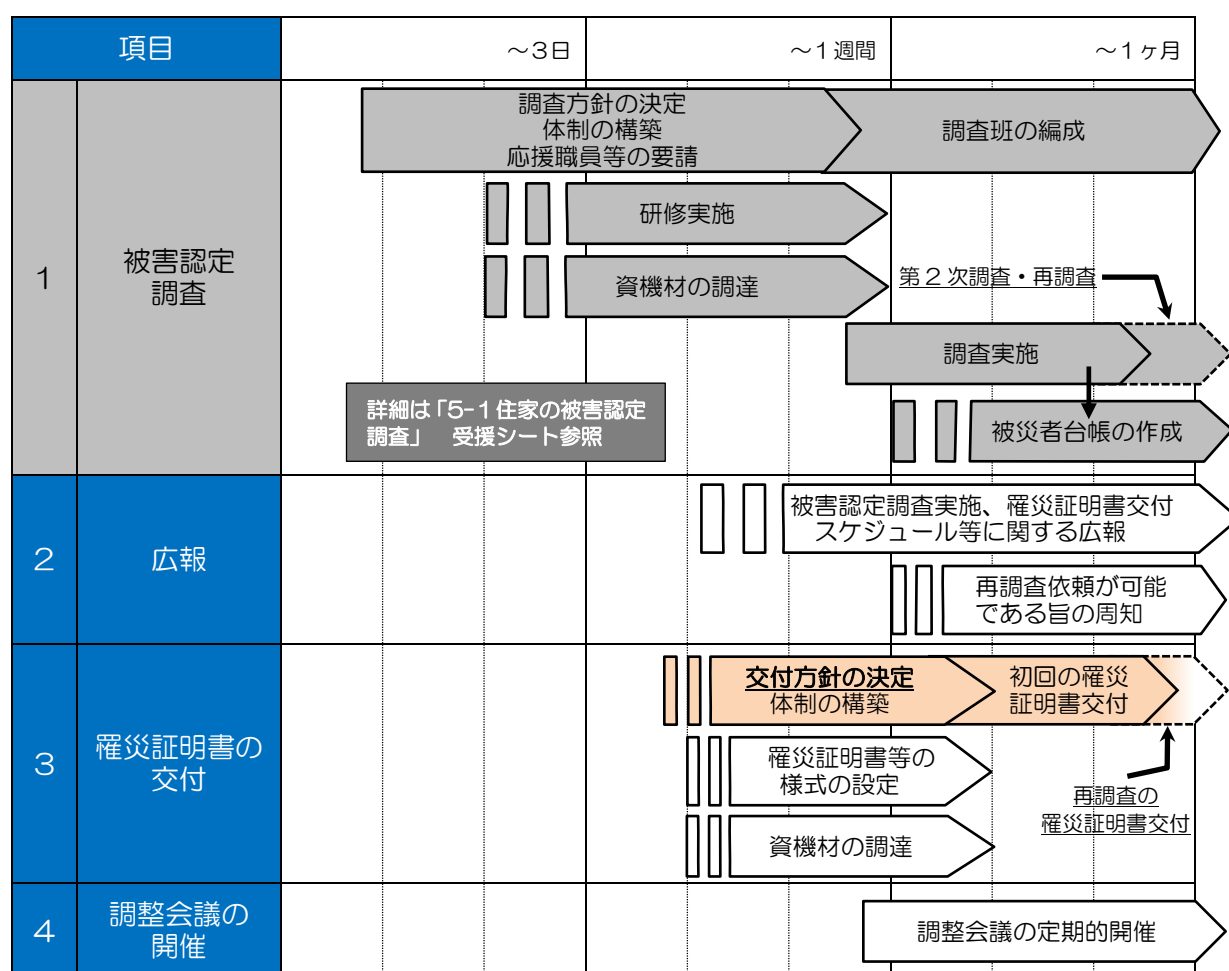 項目
～3日
～1週間
～1ヶ月
1
被害認定
調査
調査方針の決定
体制の構築
応援職員等の要請
調査班の編成
研修実施
資機材の調達
第2次調査・再調査
調査実施
詳細は「5-1住家の被害認定
調査」　受援シート参照
被災者台帳の作成
2
広報
被害認定調査実施、罹災証明書交付
スケジュール等に関する広報
再調査依頼が可能
である旨の周知
3
罹災証明書の
交付
交付方針の決定
体制の構築
初回の罹災
証明書交付
罹災証明書等の
様式の設定
再調査の
罹災証明書交付
資機材の調達
4
調整会議の
開催
調整会議の定期的開催